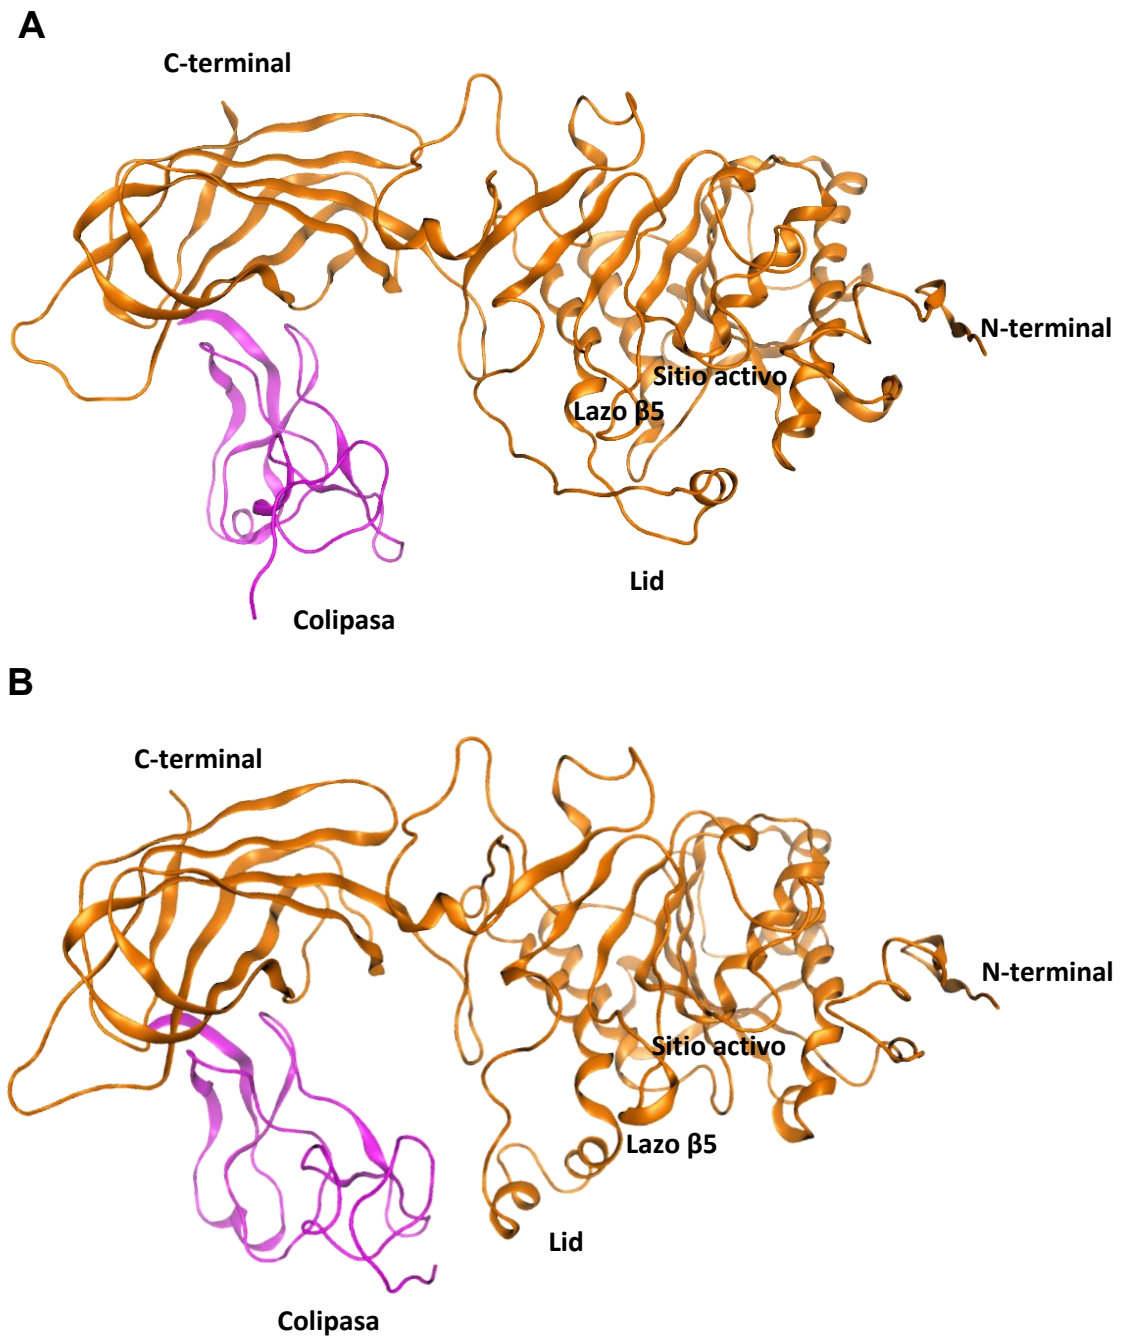 A
C-terminal
N-terminal
Sitio activo
Lazo β5
Lid
Colipasa
B
C-terminal
N-terminal
Sitio activo
Lazo β5
Lid
Colipasa